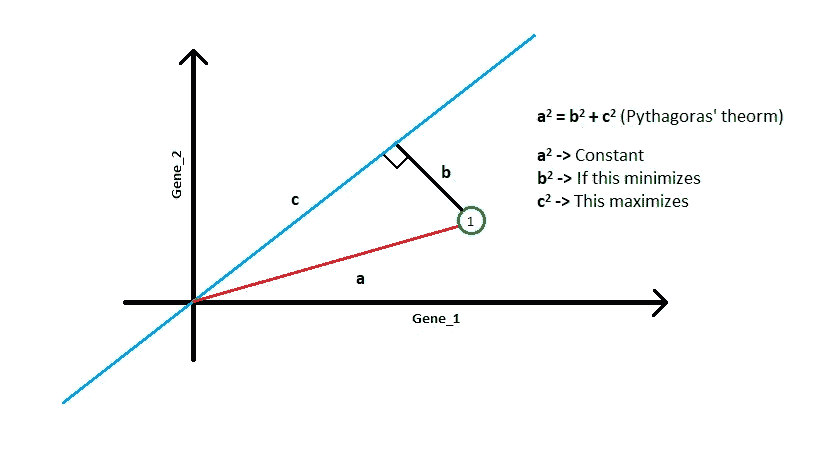 a² = b² + c² (Pythagoras' theorm)
a² -> Constant
b² -> If this minimizes
c² -> This maximizes
Gene_2
b
c
1
a
Gene_1